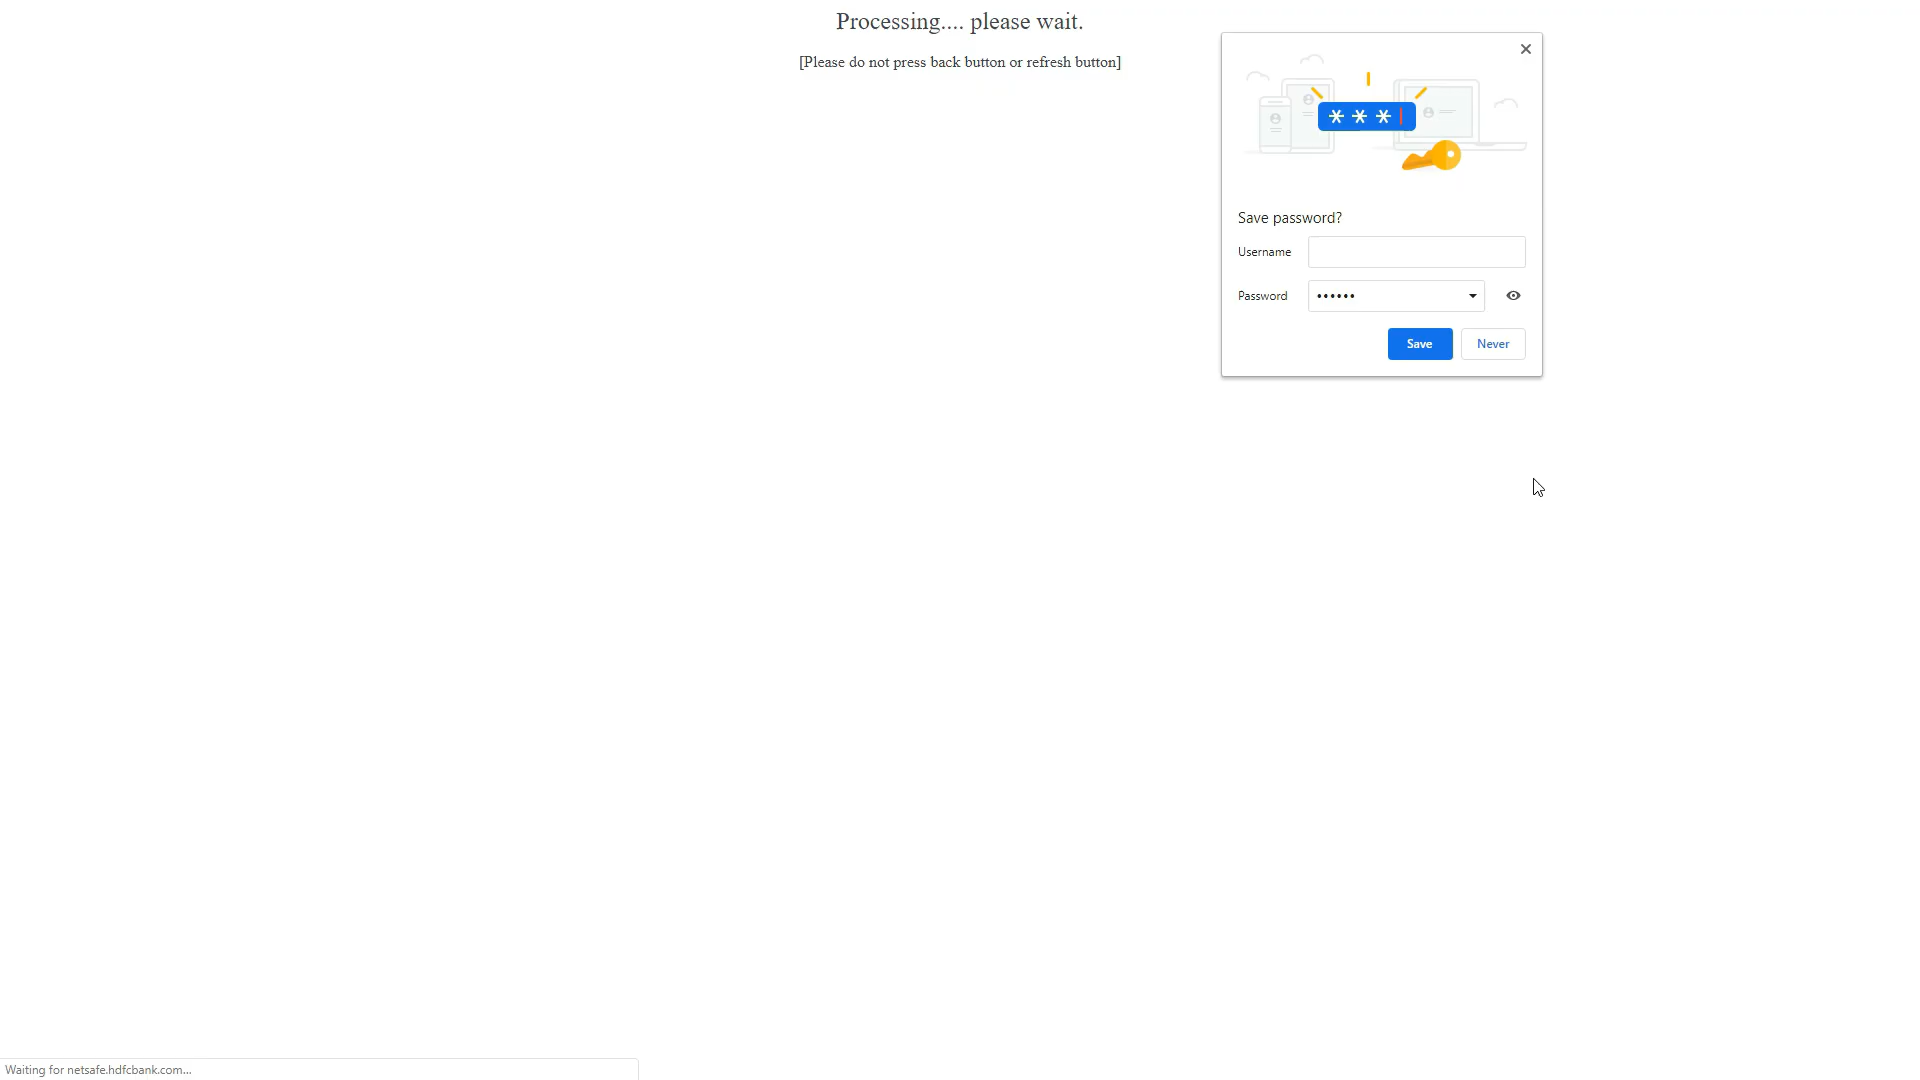 Processing.... please wait.
[Please do not press back button or refresh button]
***
Save password?
Username
Password ••••••
Save Never
Waiting for netsafe.hdfcbank.com...